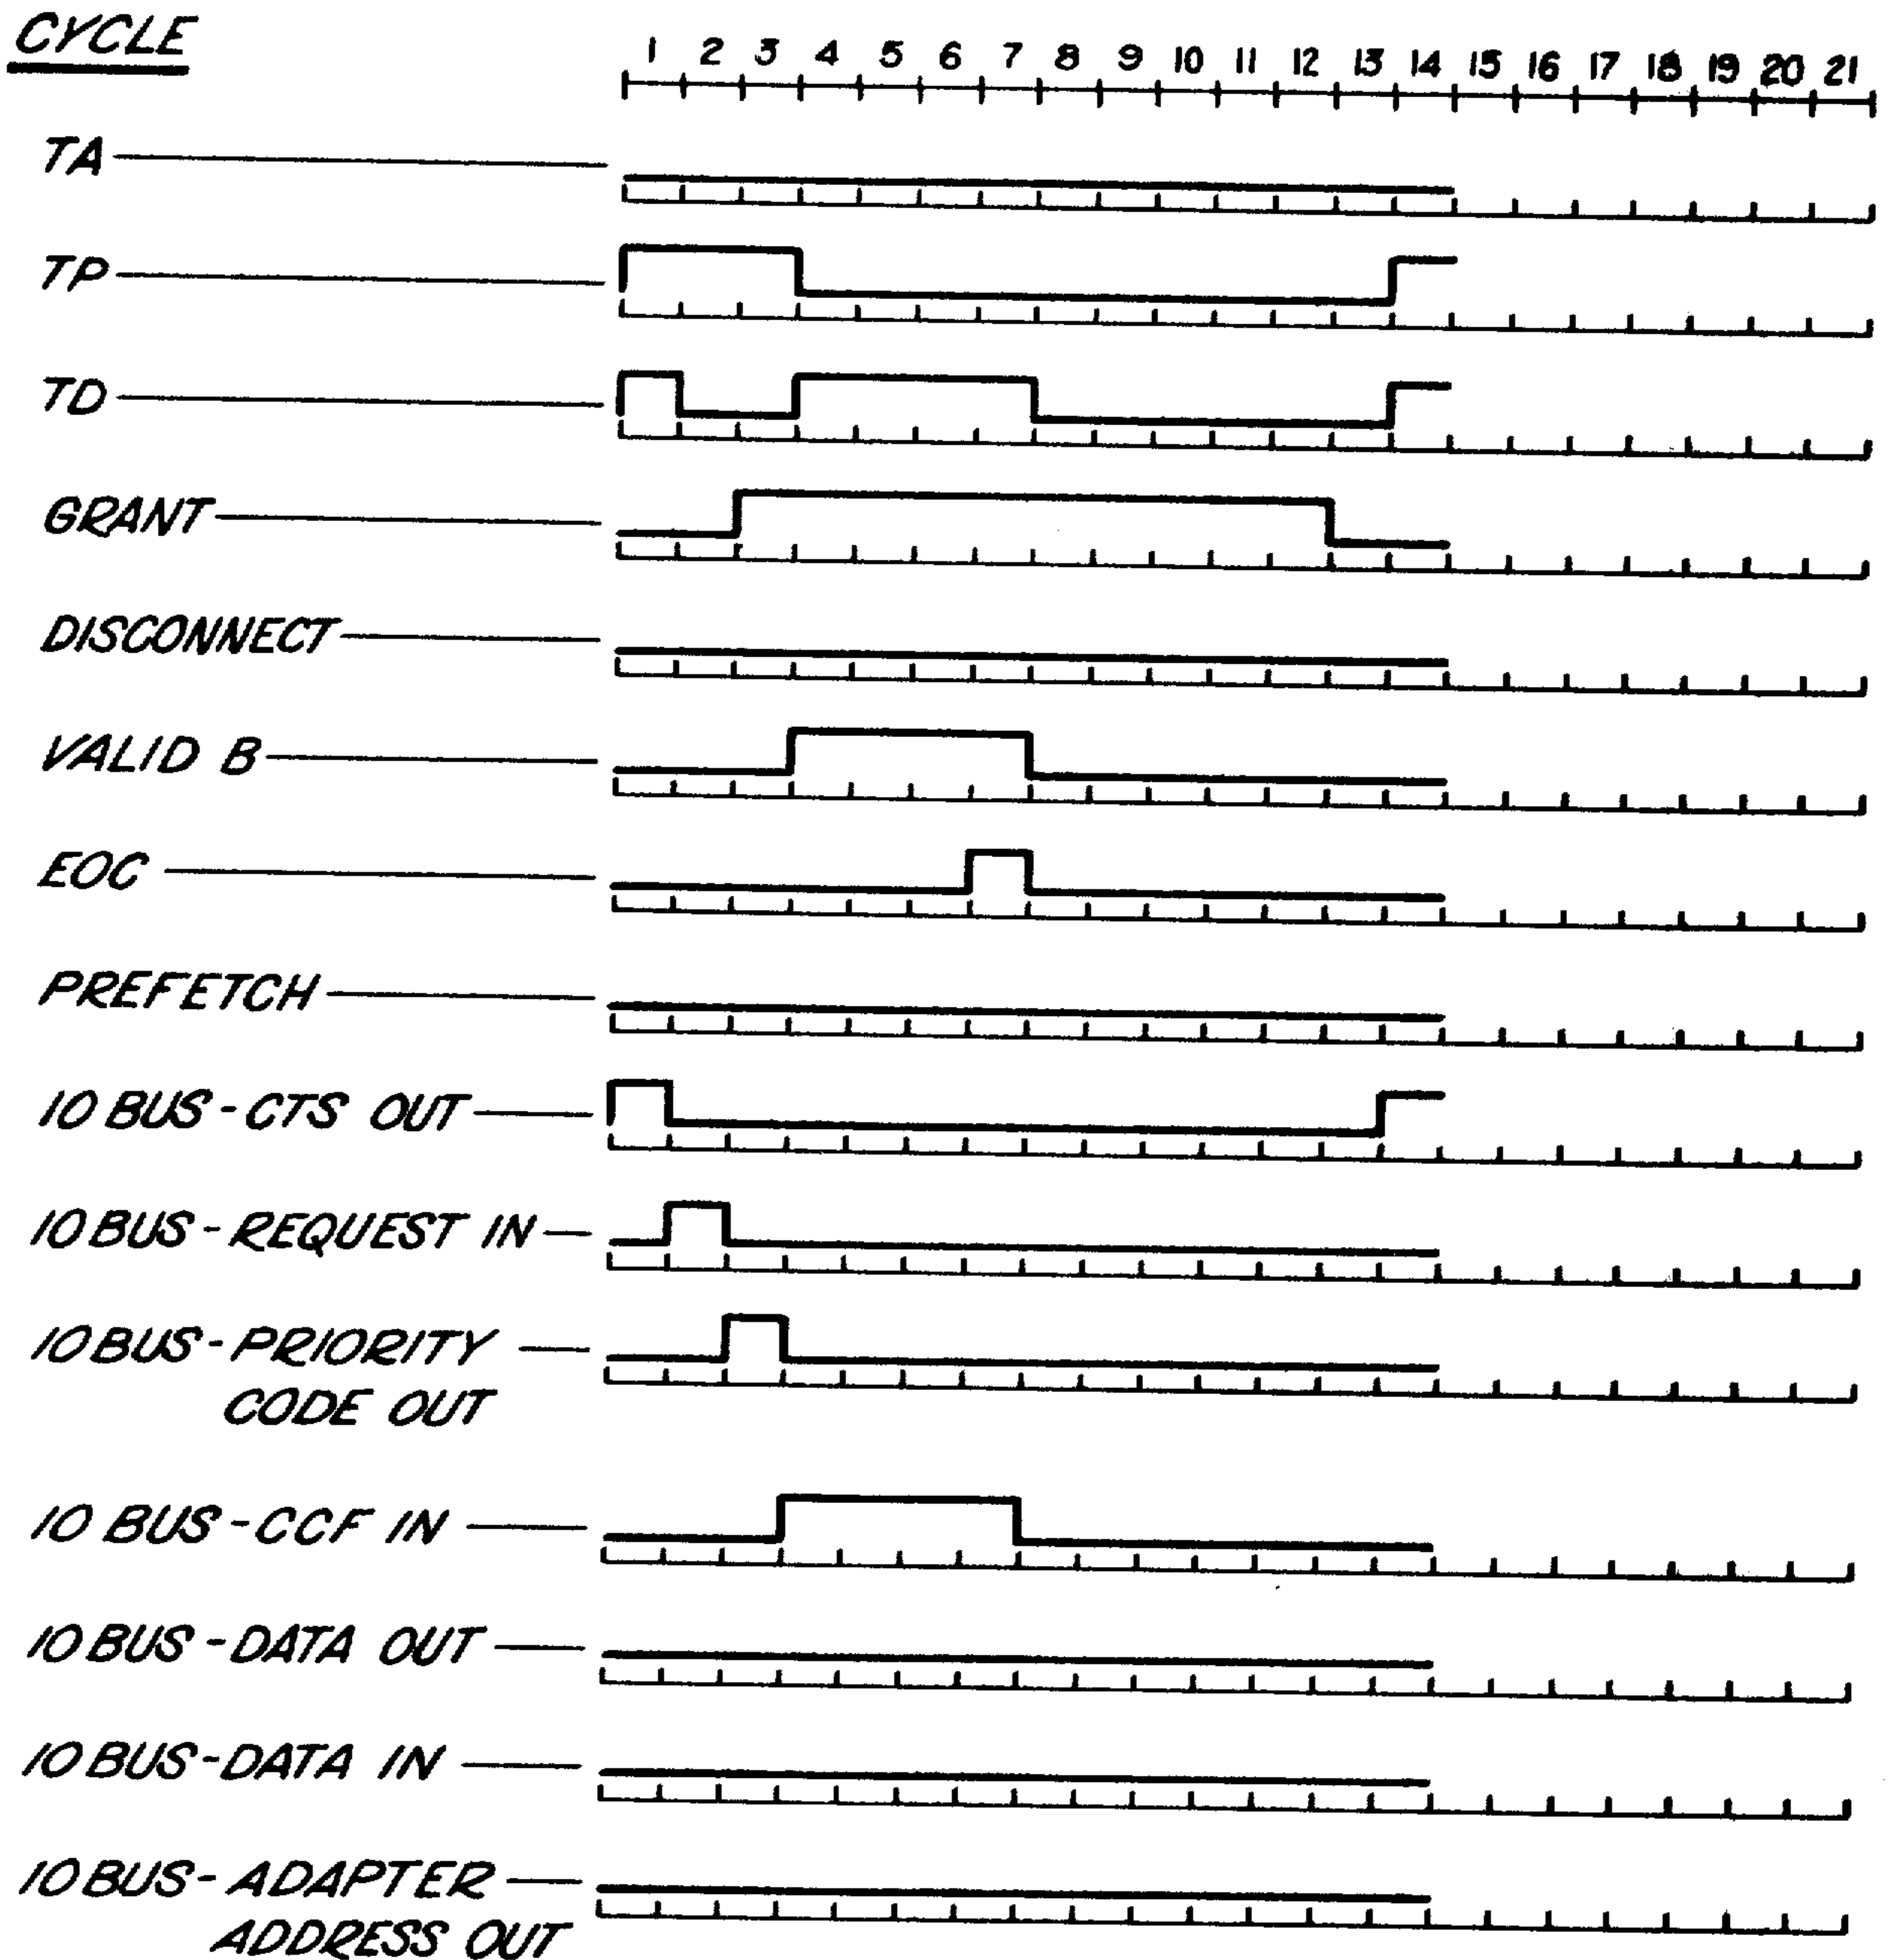 CYCLE
1 2 3 4 5 6 7 8 9 10 11 12 13 14 15 16 17 18 19 20 21
TA
TP
TD
GRANT
DISCONNECT
VALID B
EOC
PREFETCH
IO BUS-CTS OUT
IO BUS-REQUEST IN
IO BUS-PRIORITY
CODE OUT
IO BUS-CCF IN
IO BUS-DATA OUT
IO BUS-DATA IN
IO BUS-ADAPTER
ADDRESS OUT